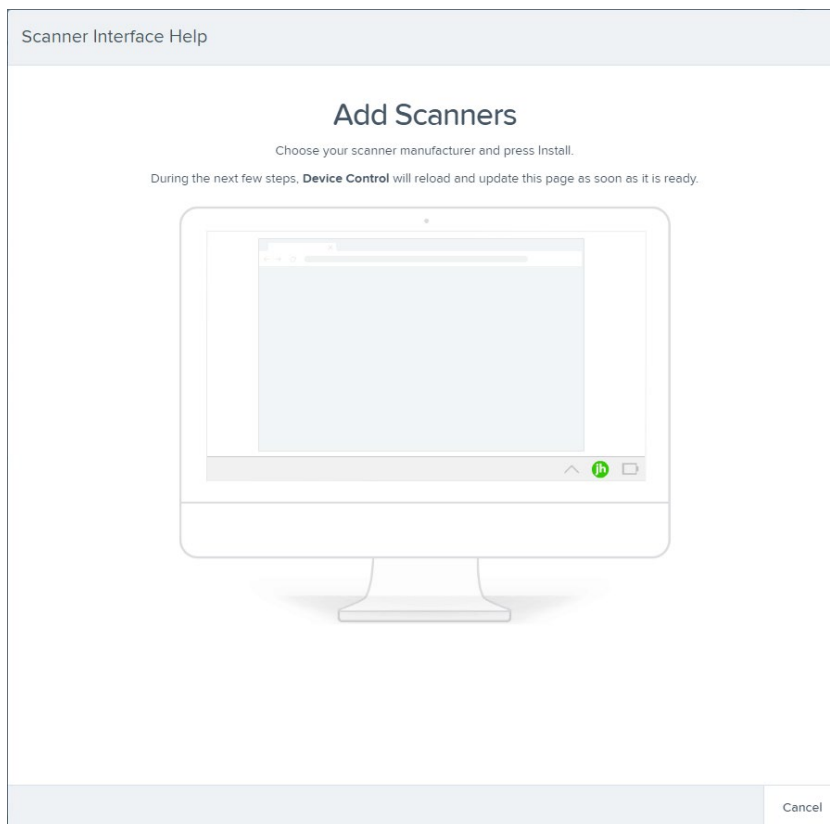 Scanner Interface Help
Add Scanners
Choose your scanner manufacturer and press Install.
During the next few steps, Device Control will reload and update this page as soon as it is ready.
jh
Cancel